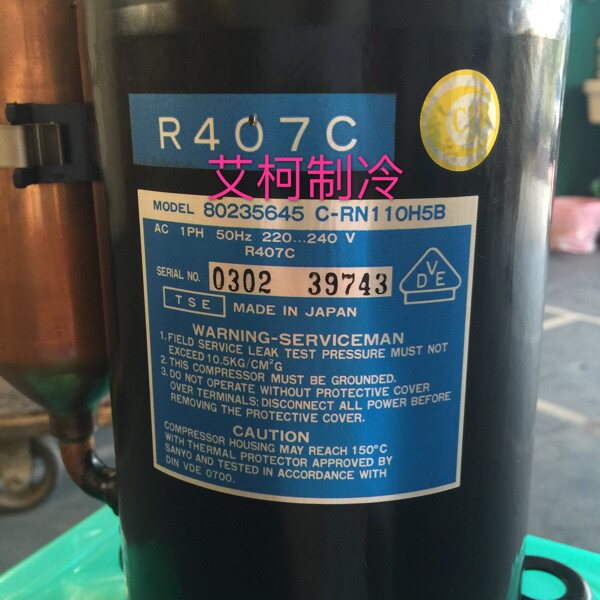 R407C
艾柯制冷
MODEL 80235645 C-RN110H5B
AC 1PH 50Hz 220...240 V
R407C
SERIAL NO. 0302 39743
VDE
TSE MADE IN JAPAN
WARNING-SERVICEMAN
1. FIELD SERVICE LEAK TEST PRESSURE MUST NOT
EXCEED 10.5KG/CM²G
2. THIS COMPRESSOR MUST BE GROUNDED.
3. DO NOT OPERATE WITHOUT PROTECTIVE COVER
OVER TERMINALS: DISCONNECT ALL POWER BEFORE
REMOVING THE PROTECTIVE COVER.
CAUTION
COMPRESSOR HOUSING MAY REACH 150°C
WITH THERMAL PROTECTOR APPROVED BY
SANYO AND TESTED IN ACCORDANCE WITH
DIN VDE 0700.